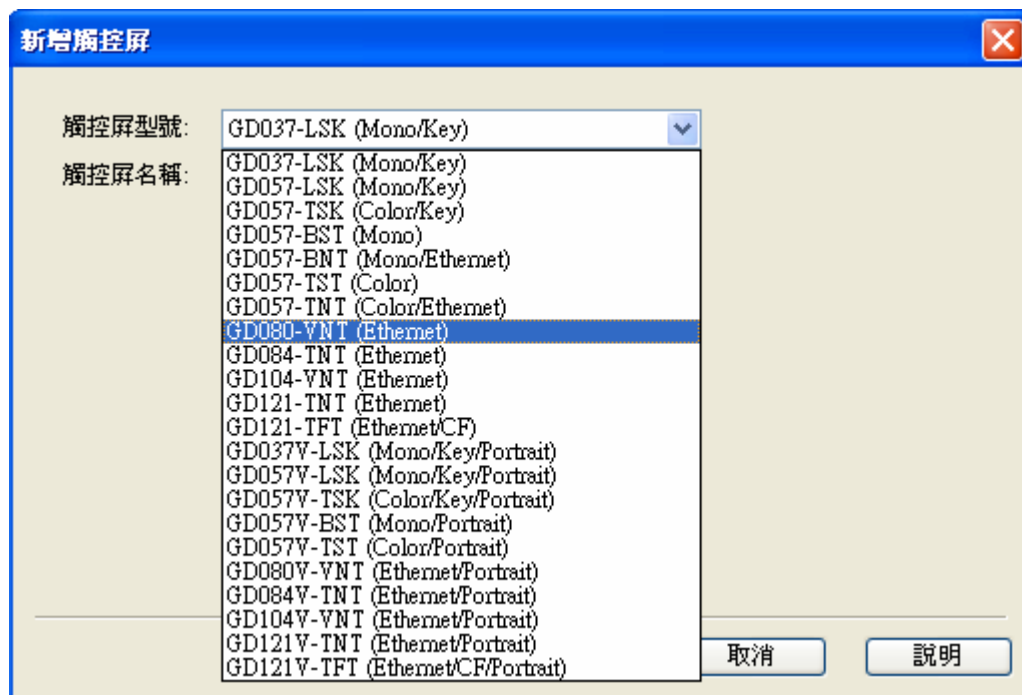 新增觸控屏
觸控屏型號: GD037-LSK (Mono/Key)
觸控屏名稱:
GD037-LSK (Mono/Key)
GD057-LSK (Mono/Key)
GD057-TSK (Color/Key)
GD057-BST (Mono)
GD057-BNT (Mono/Ethernet)
GD057-TST (Color)
GD057-TNT (Color/Ethernet)
GD080-VNT (Ethernet)
GD084-TNT (Ethernet)
GD104-VNT (Ethernet)
GD121-TNT (Ethernet)
GD121-TFT (Ethernet/CF)
GD037V-LSK (Mono/Key/Portrait)
GD057V-LSK (Mono/Key/Portrait)
GD057V-TSK (Color/Key/Portrait)
GD057V-BST (Mono/Portrait)
GD057V-TST (Color/Portrait)
GD080V-VNT (Ethernet/Portrait)
GD084V-TNT (Ethernet/Portrait)
GD104V-VNT (Ethernet/Portrait)
GD121V-TNT (Ethernet/Portrait)
GD121V-TFT (Ethernet/CF/Portrait)
取消 說明